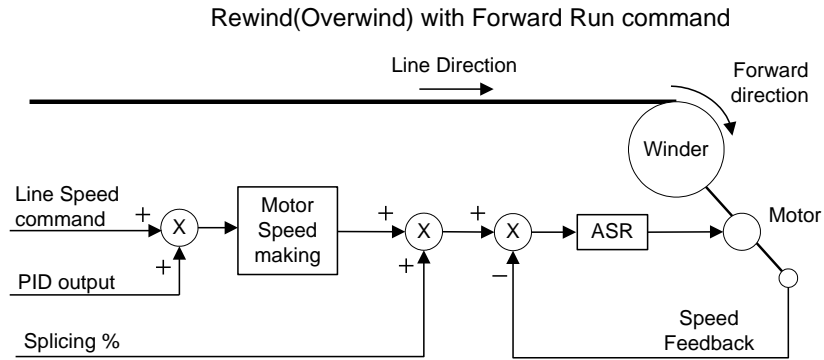 Rewind(Overwind) with Forward Run command
Line Direction
Forward
direction
Winder
Line Speed
command
+
X
+
Motor
Speed
making
+
X
+
+
X
−
ASR
Motor
PID output
Splicing %
Speed
Feedback